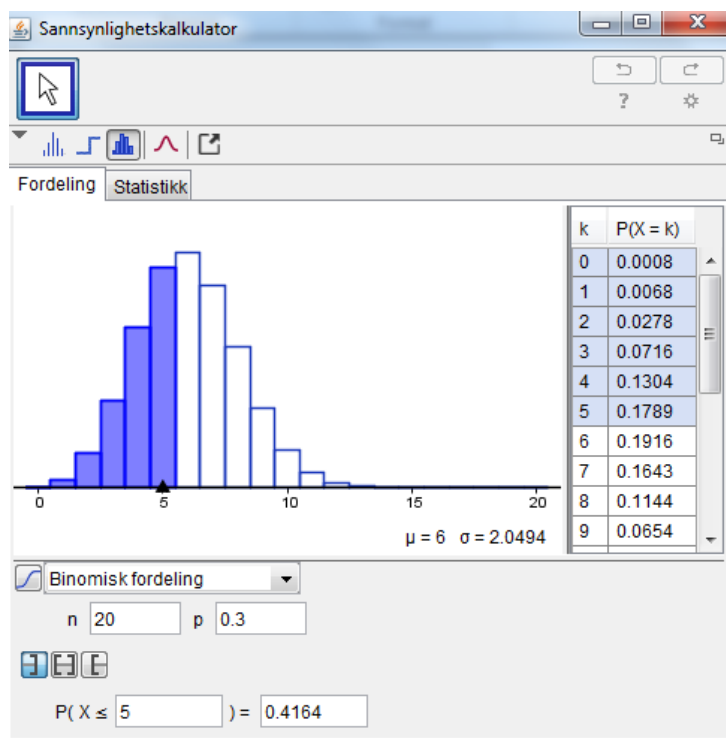 Sannsynlighetskalkulator
?
Fordeling Statistikk
k P(X = k)
0 0.0008
1 0.0068
2 0.0278
3 0.0716
4 0.1304
5 0.1789
6 0.1916
7 0.1643
8 0.1144
9 0.0654
0 5 10 15 20
μ = 6 σ = 2.0494
Binomisk fordeling
n 20 p 0.3
P( X ≤ 5 ) = 0.4164